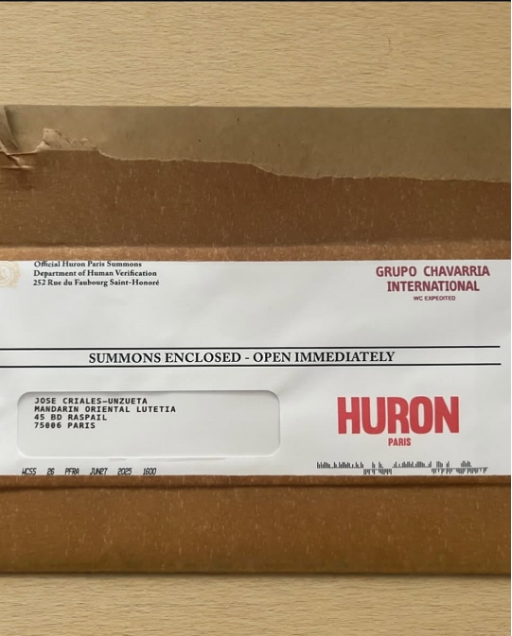 Official Huron Paris Summons
Department of Human Verification
252 Rue du Faubourg Saint-Honoré
GRUPO CHAVARRIA
INTERNATIONAL
WC EXPEDITED
SUMMONS ENCLOSED - OPEN IMMEDIATELY
JOSE CRIALES-UNZUETA
MANDARIN ORIENTAL LUTETIA
45 BD RASPAIL
75006 PARIS
HURON
PARIS
WCSS 26 PFRA JUN27 2025 1600